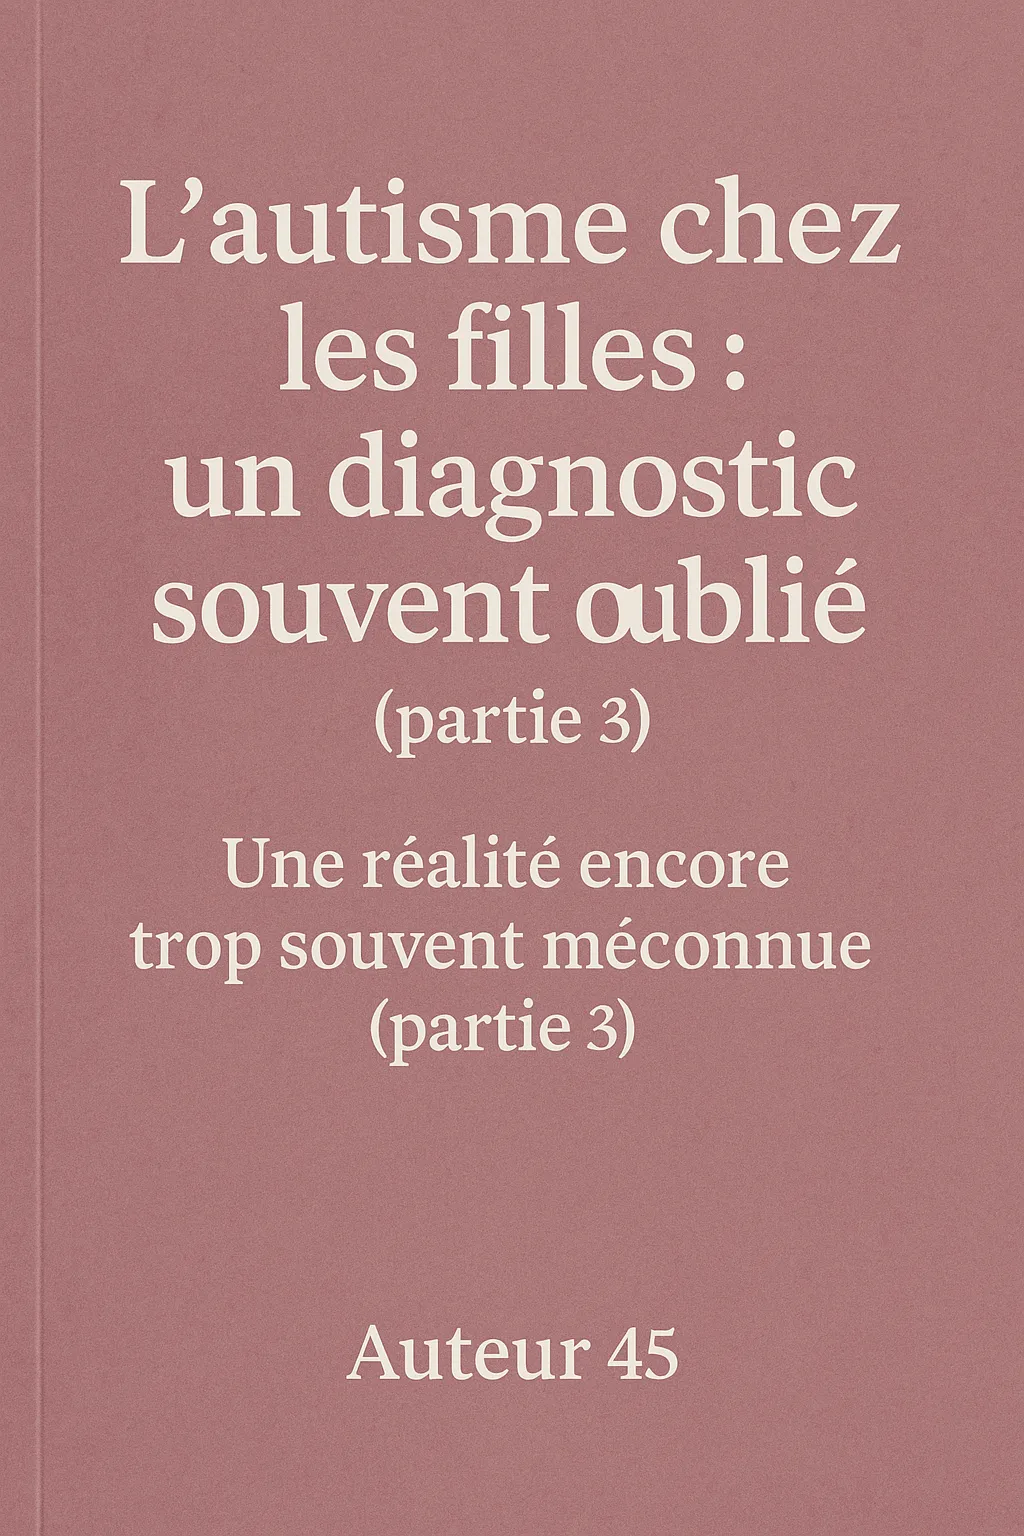 L’autisme chez
les filles :
un diagnostic
souvent oublié
(partie 3)
Une réalité encore
trop souvent méconnue
(partie 3)
Auteur 45